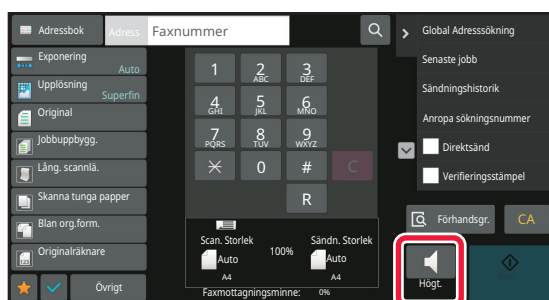 Adressbok
Adress
Faxnummer
Global Adresssökning
Exponering
Auto
Upplösning
Superfin
Original
Jobbuppbygg.
Lång. scannlä.
Skanna tunga papper
Blan org.form.
Originalräknare
123
Övrigt
1
2
ABC
3
DEF
4
GHI
5
JKL
6
MNO
7
PQRS
8
TUV
9
WXYZ
0
#
C
R
Scan. Storlek
100%
Sändn. Storlek
Auto
Auto
A4
A4
Faxmottagningsminne: 0%
Senaste jobb
Sändningshistorik
Anropa sökningsnummer
Direktsänd
Verifieringsstämpel
Förhandsgr.
CA
Högt.